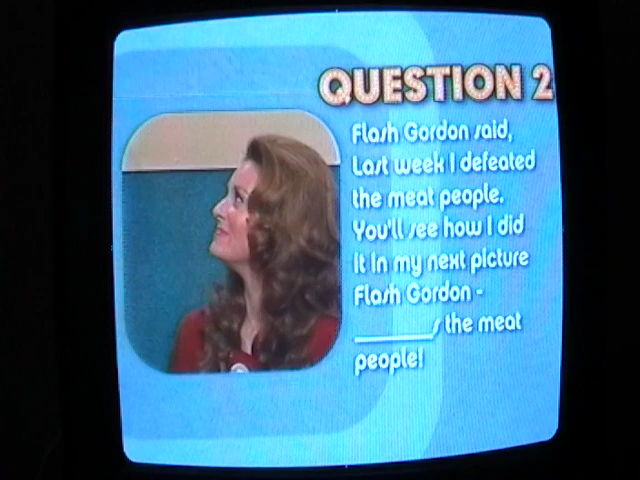 QUESTION 2
Flash Gordon said,
Last week I defeated
the meat people.
You'll see how I did
it In my next picture
Flash Gordon -
________s the meat
people!